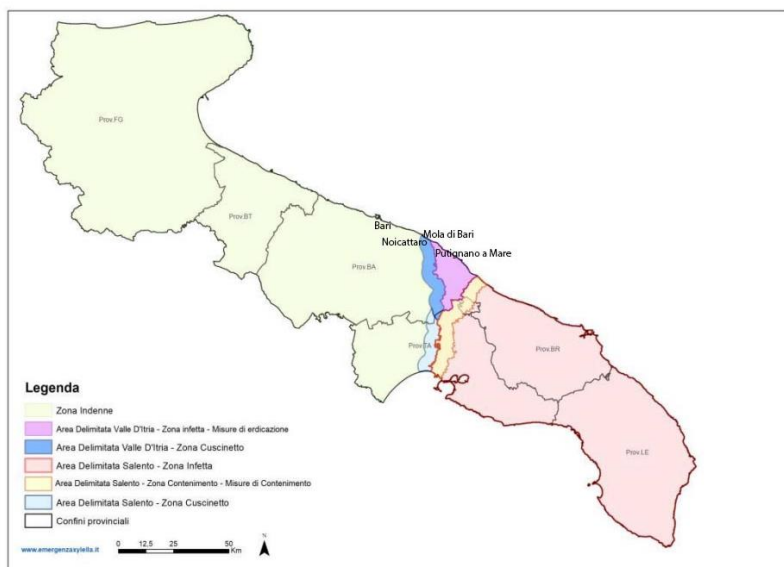 Prov.FG
Prov.BT
Bari
Mola di Bari
Noicattaro
Putignano a Mare
Prov.BA
Prov.TA
Prov.BR
Prov.LE
Legenda
Zona Indenne
Area Delimitata Valle D'Itria - Zona infetta - Misure di erdicazione
Area Delimitata Valle D'Itria - Zona Cuscinetto
Area Delimitata Salento - Zona Infetta
Area Delimitata Salento - Zona Contenimento - Misure di Contenimento
Area Delimitata Salento - Zona Cuscinetto
Confini provinciali
www.emergenzaxylella.it
0 12,5 25 50
Km
N